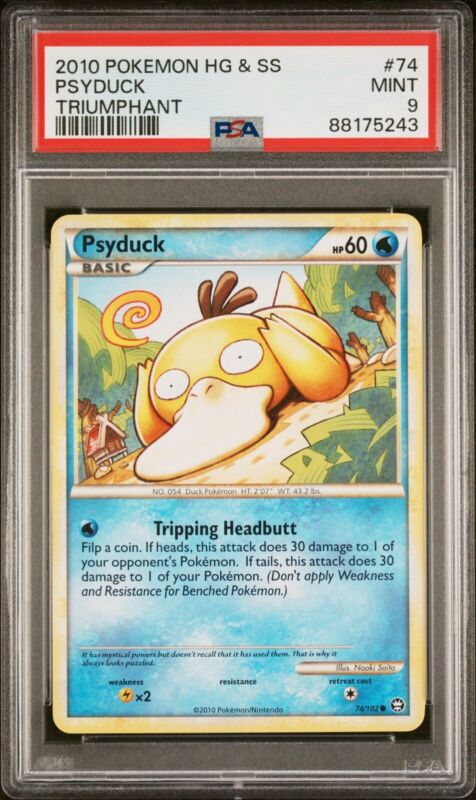 2010 POKEMON HG & SS #74
PSYDUCK MINT
TRIUMPHANT 9
PSA 88175243
Psyduck HP60
BASIC
NO. 054 Duck Pokémon HT: 2'07" WT: 43.2 lbs.
Tripping Headbutt
Filp a coin. If heads, this attack does 30 damage to 1 of
your opponent's Pokémon. If tails, this attack does 30
damage to 1 of your Pokémon. (Don't apply Weakness
and Resistance for Benched Pokémon.)
It has mystical powers but doesn't recall that it has used them. That is why it
always looks puzzled.
Illus. Naoki Saito
weakness resistance retreat cost
x2
©2010 Pokémon/Nintendo 74/102
PSA